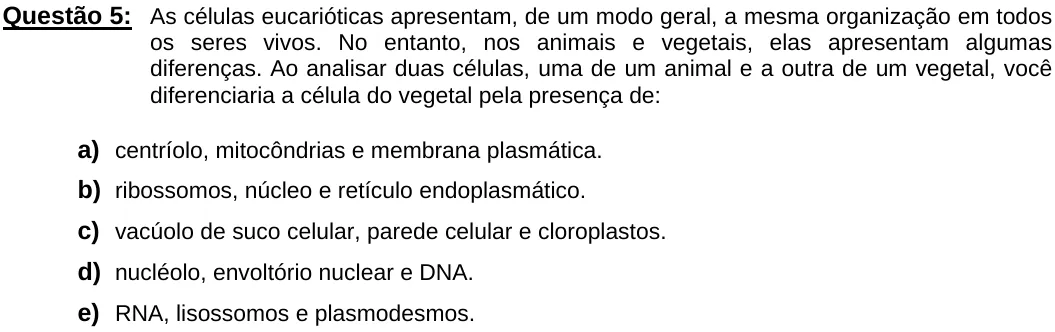 Questão 5: As células eucarióticas apresentam, de um modo geral, a mesma organização em todos
os seres vivos. No entanto, nos animais e vegetais, elas apresentam algumas
diferenças. Ao analisar duas células, uma de um animal e a outra de um vegetal, você
diferenciaria a célula do vegetal pela presença de:
a) centríolo, mitocôndrias e membrana plasmática.
b) ribossomos, núcleo e retículo endoplasmático.
c) vacúolo de suco celular, parede celular e cloroplastos.
d) nucléolo, envoltório nuclear e DNA.
e) RNA, lisossomos e plasmodesmos.